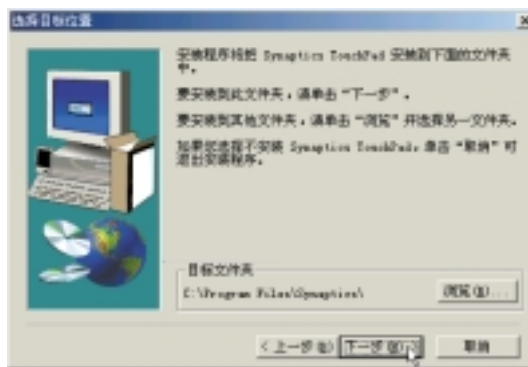 选择目标位置
安装程序将把 Synaptics TouchPad 安装到下面的文件夹
中。
要安装到此文件夹,请单击“下一步”。
要安装到其他文件夹,请单击“浏览”并选择另一文件夹。
如果您选择不安装 Synaptics TouchPad,单击“取消”可
退出安装程序。
目标文件夹
C:\Program Files\Synaptics\
浏览(R)...
< 上一步(B)
下一步(N) >
取消